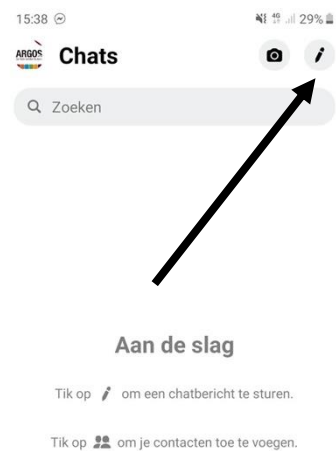 15:38 4G 29%
ARGOS Chats
Zoeken
Aan de slag
Tik op om een chatbericht te sturen.
Tik op om je contacten toe te voegen.